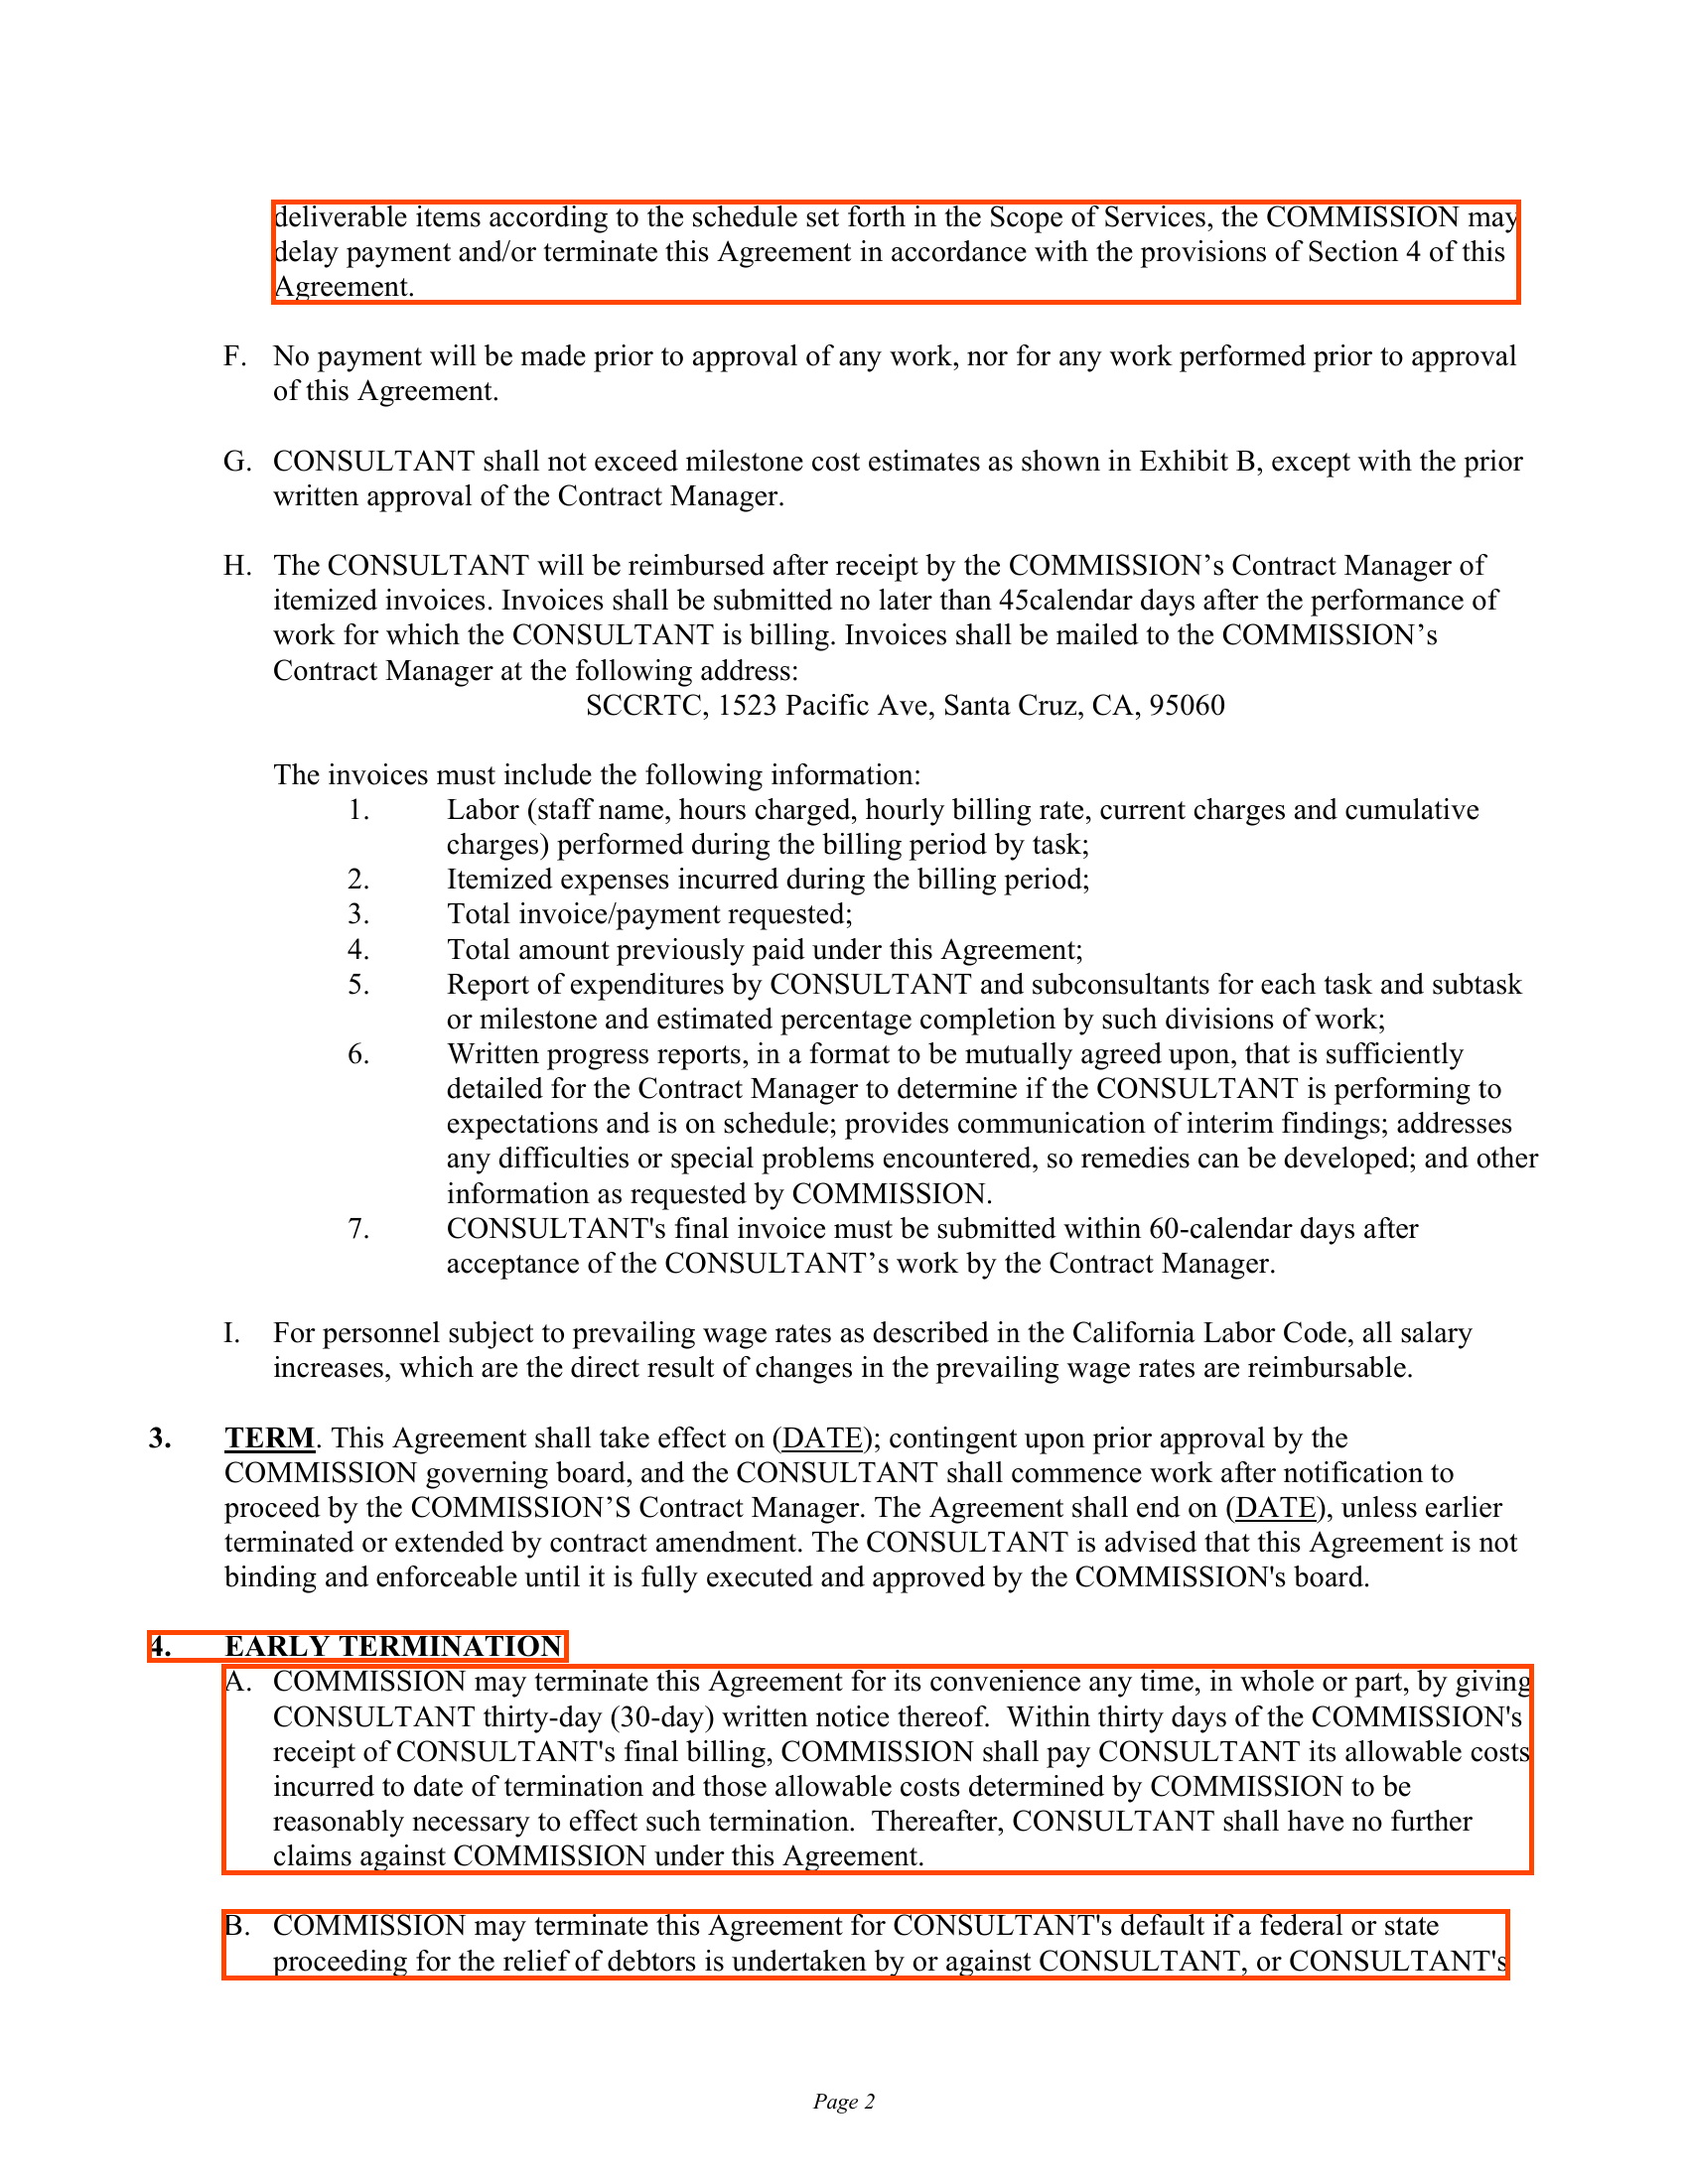 deliverable items according to the schedule set forth in the Scope of Services, the COMMISSION may
delay payment and/or terminate this Agreement in accordance with the provisions of Section 4 of this
Agreement.
F. No payment will be made prior to approval of any work, nor for any work performed prior to approval
of this Agreement.
G. CONSULTANT shall not exceed milestone cost estimates as shown in Exhibit B, except with the prior
written approval of the Contract Manager.
H. The CONSULTANT will be reimbursed after receipt by the COMMISSION’s Contract Manager of
itemized invoices. Invoices shall be submitted no later than 45calendar days after the performance of
work for which the CONSULTANT is billing. Invoices shall be mailed to the COMMISSION’s
Contract Manager at the following address:
SCCRTC, 1523 Pacific Ave, Santa Cruz, CA, 95060
The invoices must include the following information:
1. Labor (staff name, hours charged, hourly billing rate, current charges and cumulative
charges) performed during the billing period by task;
2. Itemized expenses incurred during the billing period;
3. Total invoice/payment requested;
4. Total amount previously paid under this Agreement;
5. Report of expenditures by CONSULTANT and subconsultants for each task and subtask
or milestone and estimated percentage completion by such divisions of work;
6. Written progress reports, in a format to be mutually agreed upon, that is sufficiently
detailed for the Contract Manager to determine if the CONSULTANT is performing to
expectations and is on schedule; provides communication of interim findings; addresses
any difficulties or special problems encountered, so remedies can be developed; and other
information as requested by COMMISSION.
7. CONSULTANT's final invoice must be submitted within 60-calendar days after
acceptance of the CONSULTANT’s work by the Contract Manager.
I. For personnel subject to prevailing wage rates as described in the California Labor Code, all salary
increases, which are the direct result of changes in the prevailing wage rates are reimbursable.
3. TERM. This Agreement shall take effect on (DATE); contingent upon prior approval by the
COMMISSION governing board, and the CONSULTANT shall commence work after notification to
proceed by the COMMISSION’S Contract Manager. The Agreement shall end on (DATE), unless earlier
terminated or extended by contract amendment. The CONSULTANT is advised that this Agreement is not
binding and enforceable until it is fully executed and approved by the COMMISSION's board.
4. EARLY TERMINATION
A. COMMISSION may terminate this Agreement for its convenience any time, in whole or part, by giving
CONSULTANT thirty-day (30-day) written notice thereof.  Within thirty days of the COMMISSION's
receipt of CONSULTANT's final billing, COMMISSION shall pay CONSULTANT its allowable costs
incurred to date of termination and those allowable costs determined by COMMISSION to be
reasonably necessary to effect such termination.  Thereafter, CONSULTANT shall have no further
claims against COMMISSION under this Agreement.
B. COMMISSION may terminate this Agreement for CONSULTANT's default if a federal or state
proceeding for the relief of debtors is undertaken by or against CONSULTANT, or CONSULTANT's
Page 2